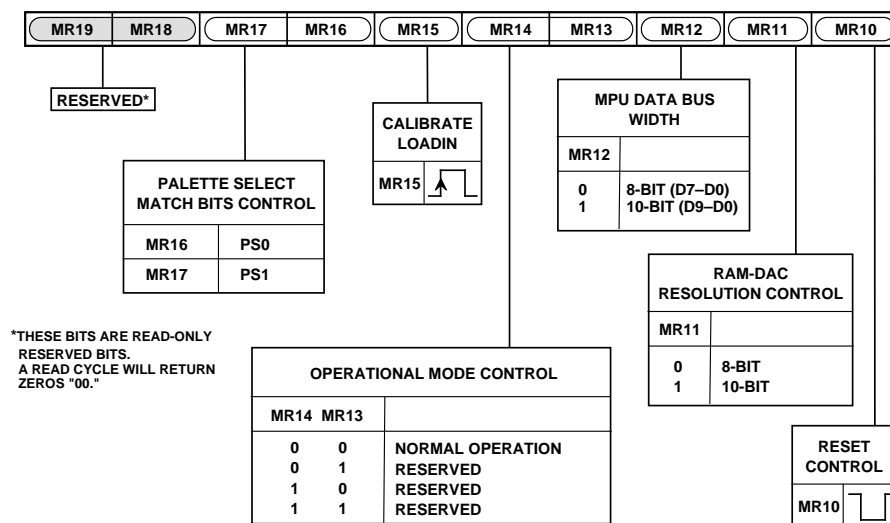 MR19 MR18 MR17 MR16 MR15 MR14 MR13 MR12 MR11 MR10
RESERVED*
PALETTE SELECT
MATCH BITS CONTROL
MR16 PS0
MR17 PS1
CALIBRATE
LOADIN
MR15
MPU DATA BUS
WIDTH
MR12
0 8-BIT (D7–D0)
1 10-BIT (D9–D0)
RAM-DAC
RESOLUTION CONTROL
MR11
0 8-BIT
1 10-BIT
*THESE BITS ARE READ-ONLY
RESERVED BITS.
A READ CYCLE WILL RETURN
ZEROS "00."
OPERATIONAL MODE CONTROL
MR14 MR13
0 0 NORMAL OPERATION
0 1 RESERVED
1 0 RESERVED
1 1 RESERVED
RESET
CONTROL
MR10